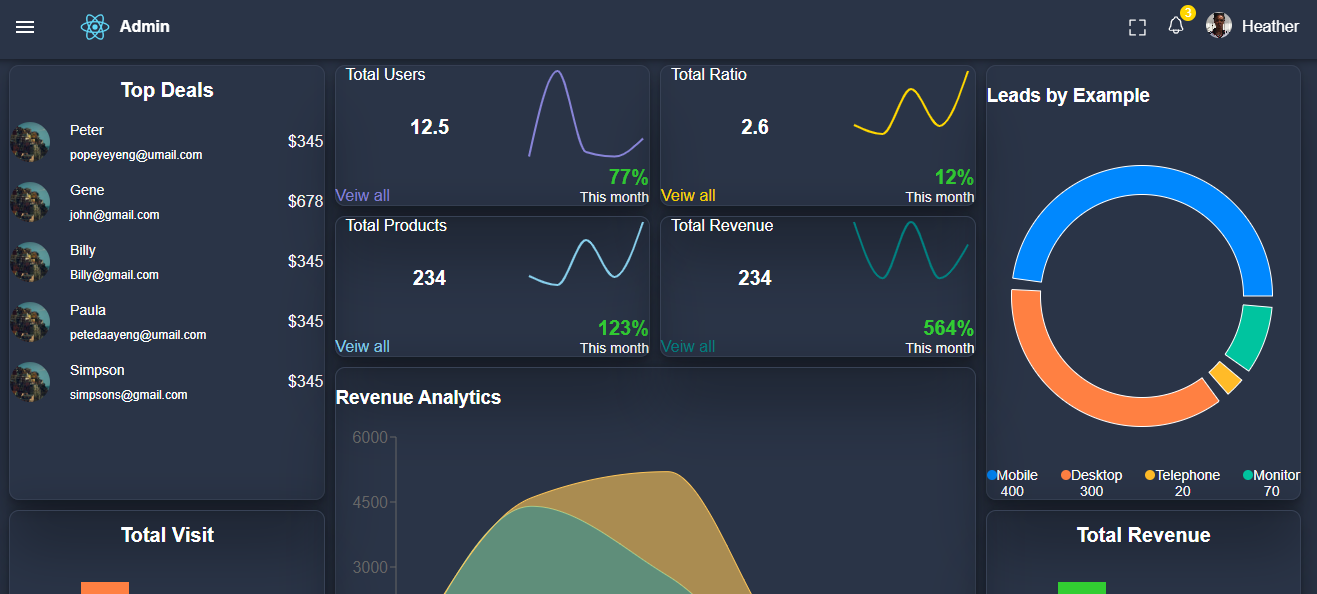 Admin
3
Heather
Top Deals
Peter
popeyeyeng@umail.com
$345
Gene
john@gmail.com
$678
Billy
Billy@gmail.com
$345
Paula
petedaayeng@umail.com
$345
Simpson
simpsons@gmail.com
$345
Total Visit
Total Users
12.5
77%
Veiw all
This month
Total Ratio
2.6
12%
Veiw all
This month
Total Products
234
123%
Veiw all
This month
Total Revenue
234
564%
Veiw all
This month
Revenue Analytics
6000
4500
3000
Leads by Example
Mobile
400
Desktop
300
Telephone
20
Monitor
70
Total Revenue